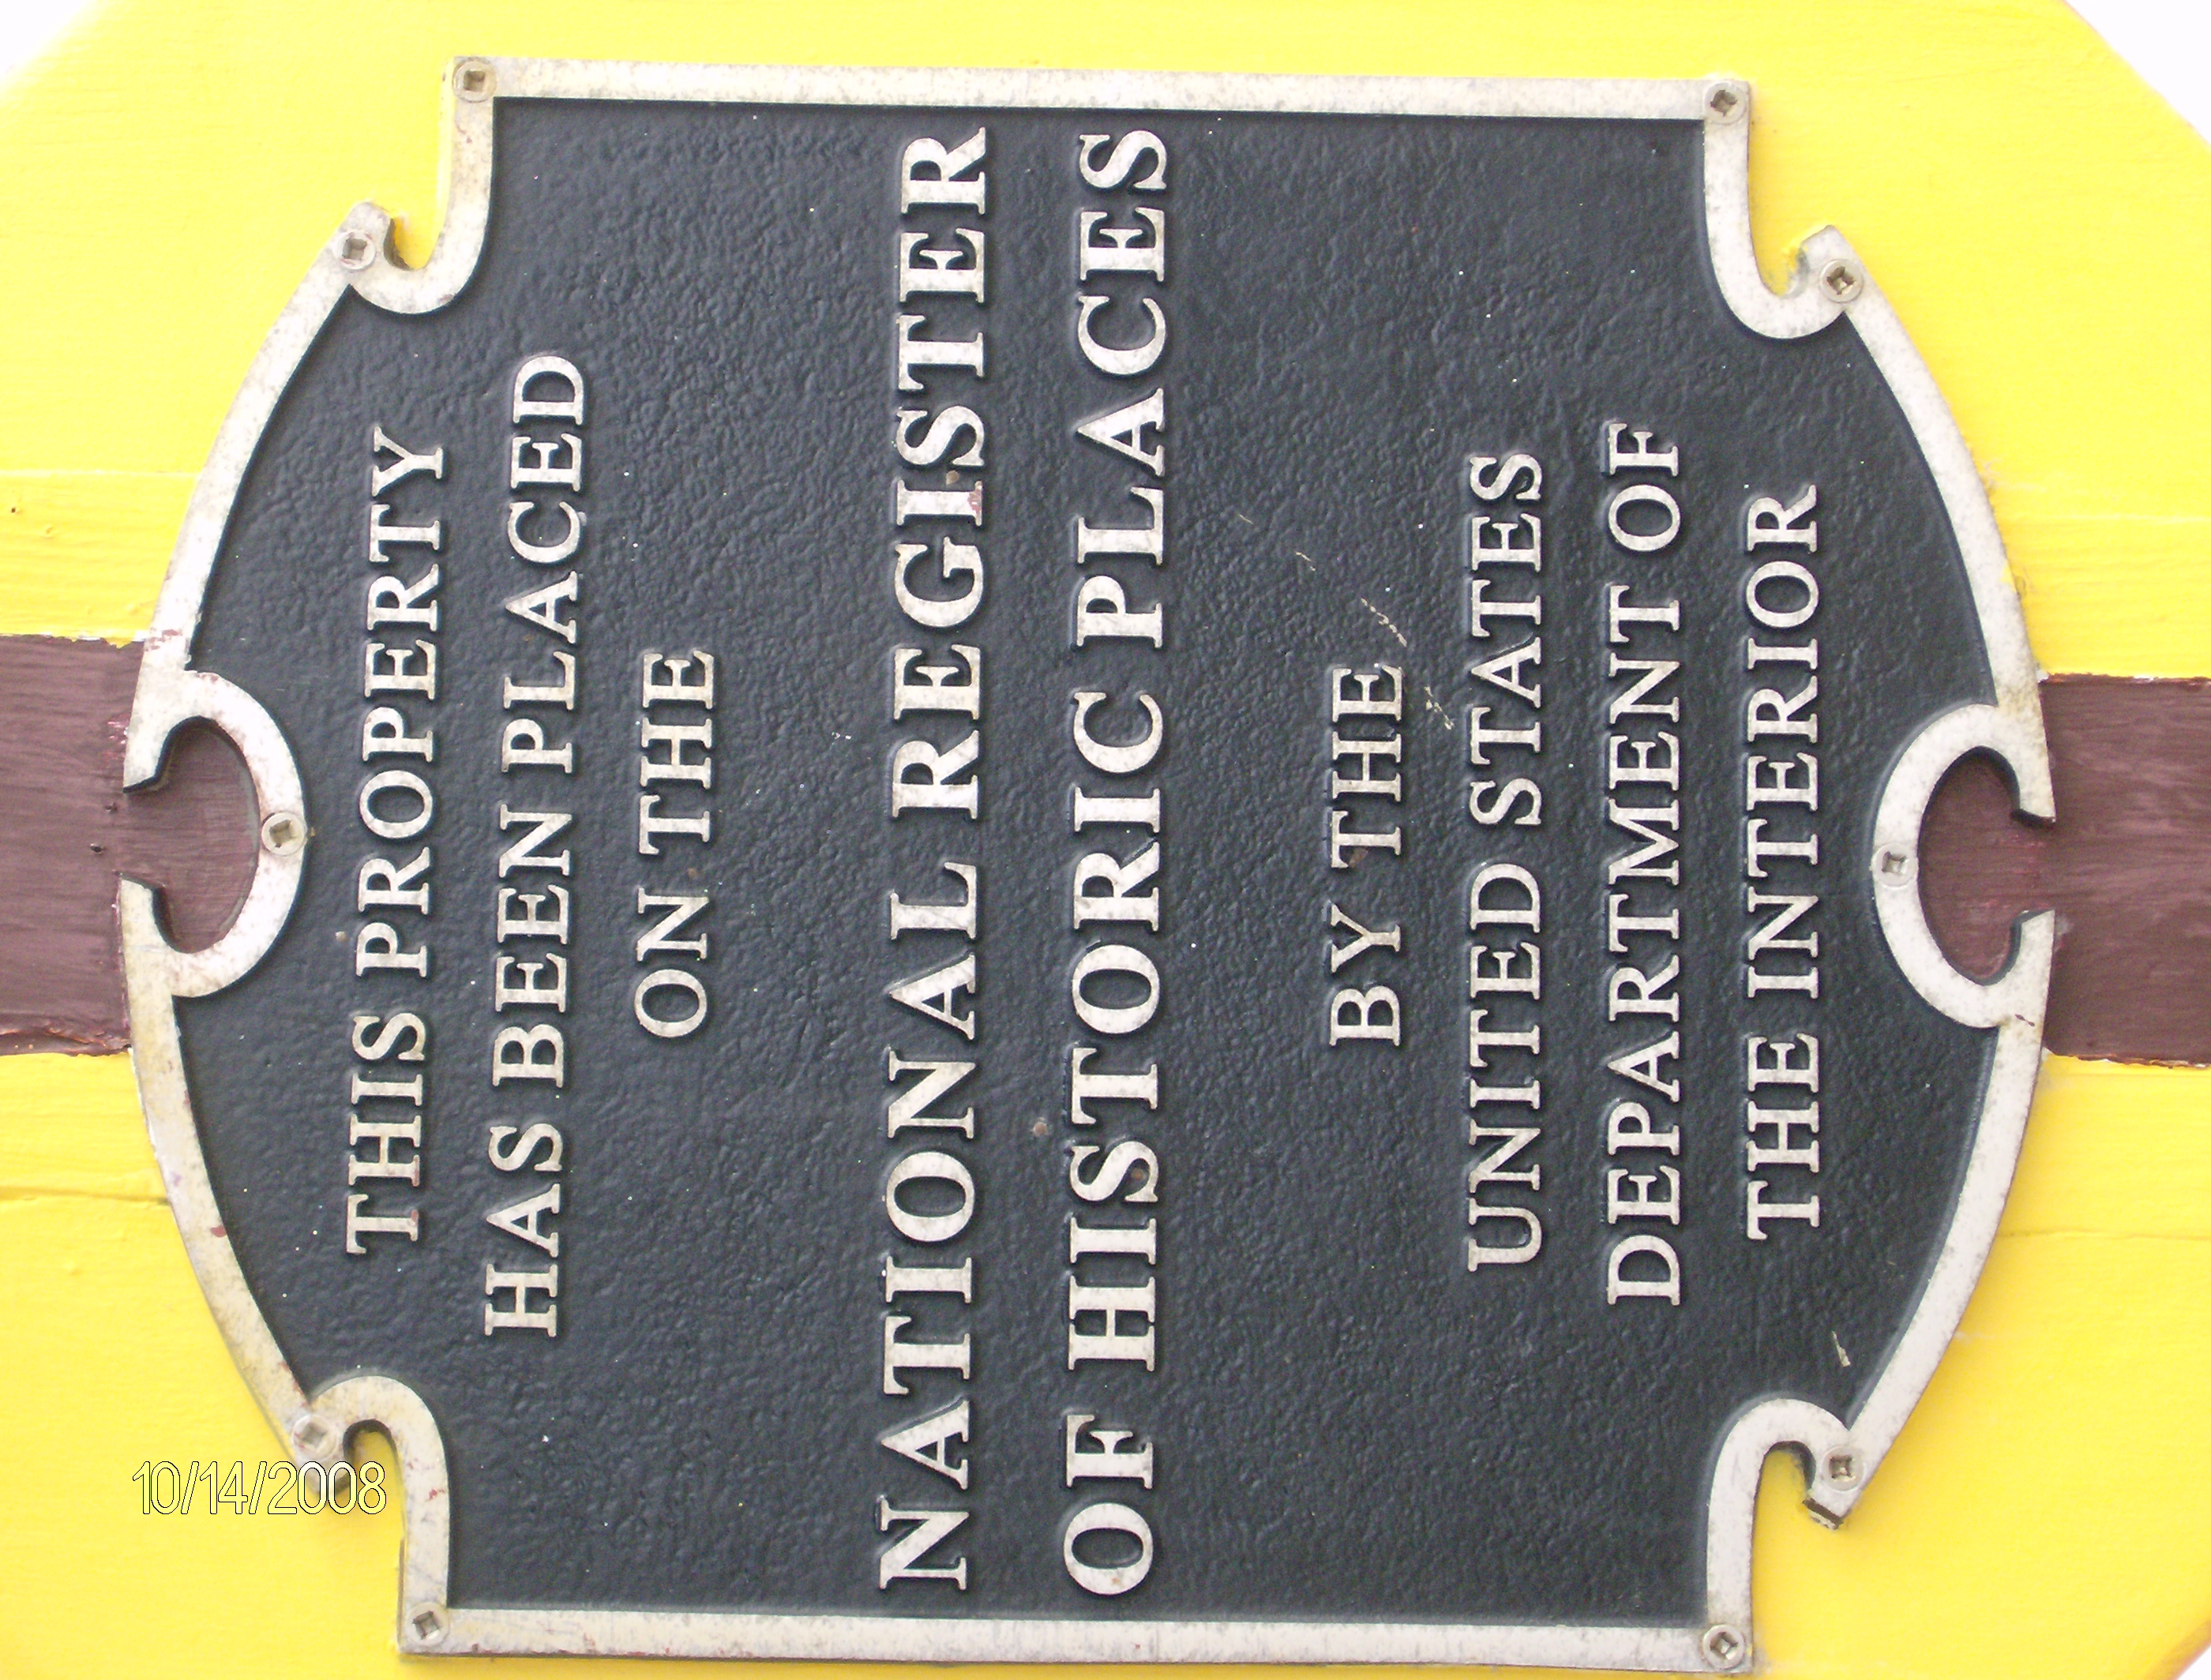 THIS PROPERTY
HAS BEEN PLACED
ON THE
NATIONAL REGISTER
OF HISTORIC PLACES
BY THE
UNITED STATES
DEPARTMENT OF
THE INTERIOR
10/14/2008